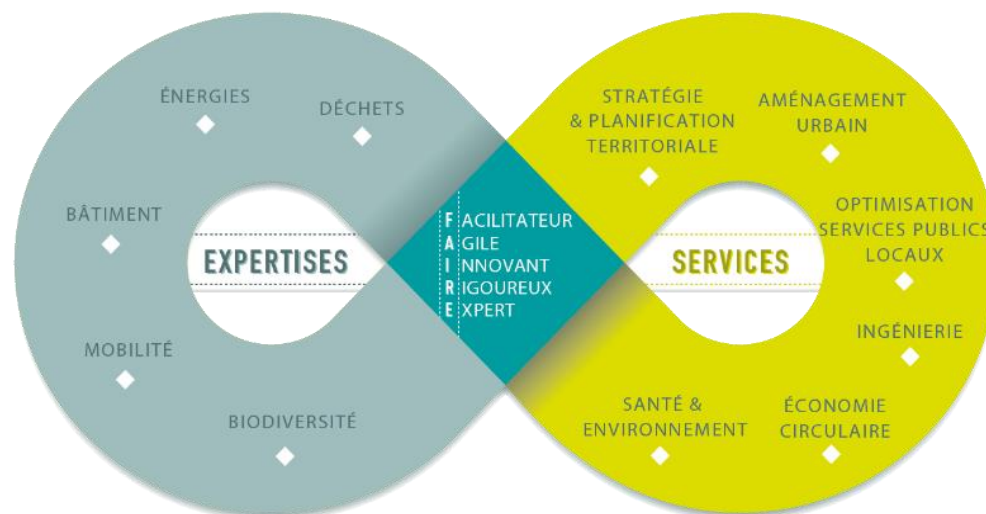 ÉNERGIES
DÉCHETS
BÂTIMENT
EXPERTISES
MOBILITÉ
BIODIVERSITÉ
FACILITATEUR
AGILE
INNOVANT
RIGOUREUX
EXPERT
STRATÉGIE
& PLANIFICATION
TERRITORIALE
AMÉNAGEMENT
URBAIN
OPTIMISATION
SERVICES PUBLICS
LOCAUX
SERVICES
INGÉNIERIE
SANTÉ &
ENVIRONNEMENT
ÉCONOMIE
CIRCULAIRE